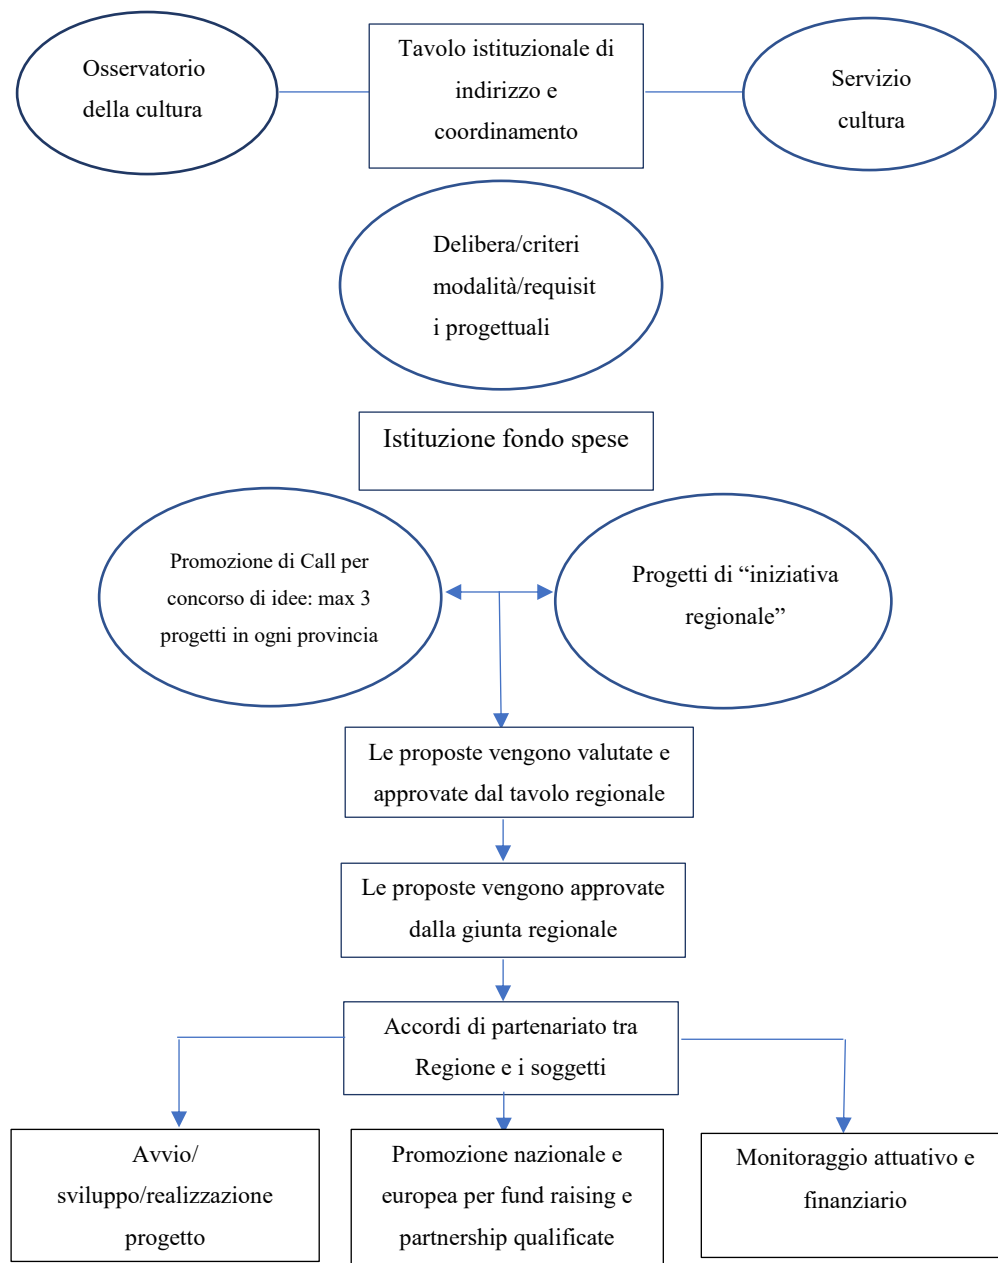 Osservatorio
della cultura
Tavolo istituzionale di
indirizzo e
coordinamento
Servizio
cultura
Delibera/criteri
modalità/requisit
i progettuali
Istituzione fondo spese
Promozione di Call per
concorso di idee: max 3
progetti in ogni provincia
Progetti di “iniziativa
regionale”
Le proposte vengono valutate e
approvate dal tavolo regionale
Le proposte vengono approvate
dalla giunta regionale
Accordi di partenariato tra
Regione e i soggetti
Avvio/
sviluppo/realizzazione
progetto
Promozione nazionale e
europea per fund raising e
partnership qualificate
Monitoraggio attuativo e
finanziario